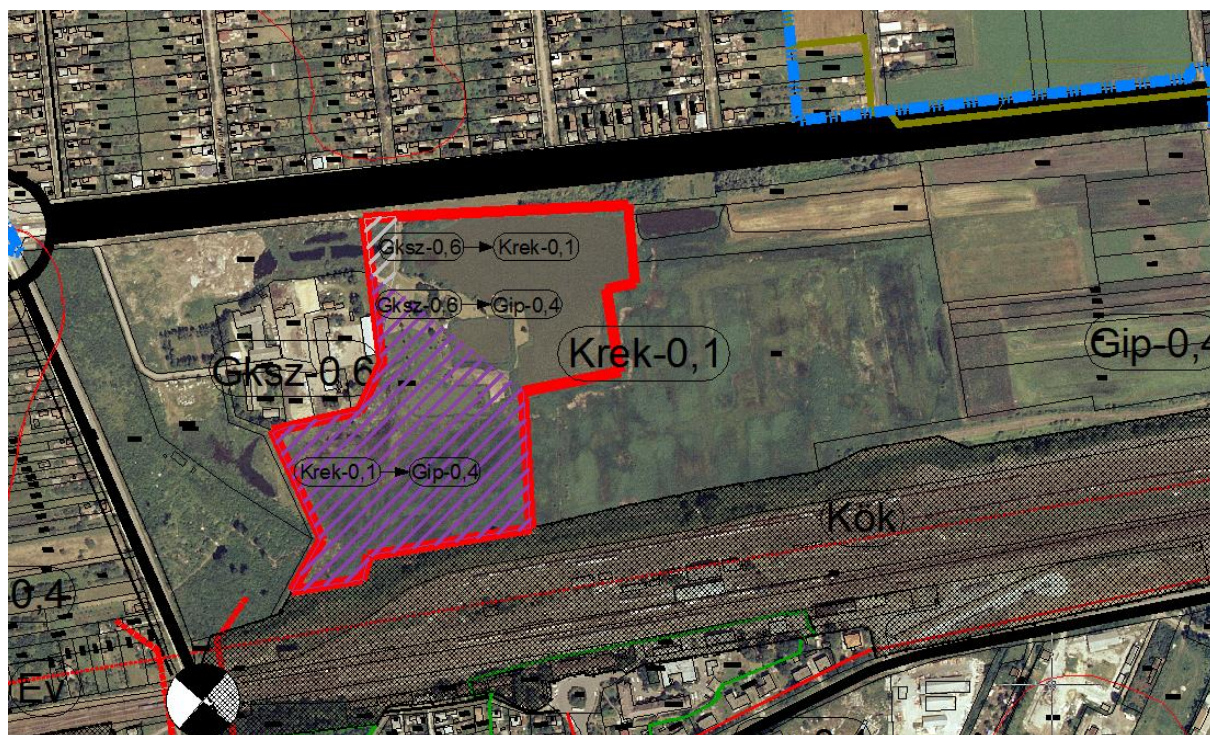 Gksz-0,6 Krek-0,1
Gksz-0,6 Gip-0,4
Gksz-0,6
Krek-0,1
Gip-0,4
Krek-0,1 Gip-0,4
Kök
0,4
Ev